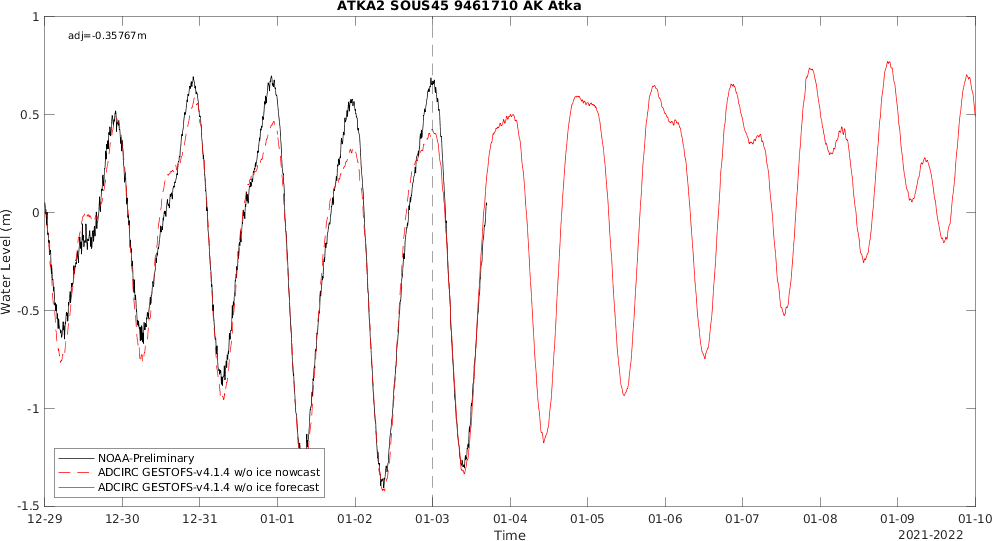 ATKA2 SOUS45 9461710 AK Atka
adj=-0.35767m
1
0.5
0
-0.5
-1
-1.5
Water Level (m)
NOAA-Preliminary
ADCIRC GESTOFS-v4.1.4 w/o ice nowcast
ADCIRC GESTOFS-v4.1.4 w/o ice forecast
12-29 12-30 12-31 01-01 01-02 01-03 01-04 01-05 01-06 01-07 01-08 01-09 01-10
Time
2021-2022